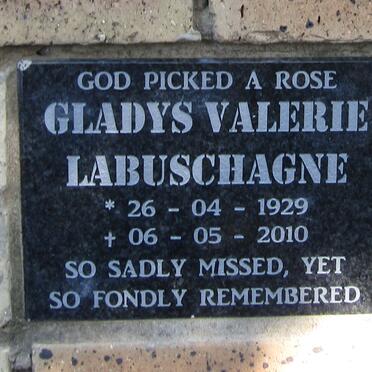 GOD PICKED A ROSE
GLADYS VALERIE
LABUSCHAGNE
* 26 - 04 - 1929
† 06 - 05 - 2010
SO SADLY MISSED, YET
SO FONDLY REMEMBERED